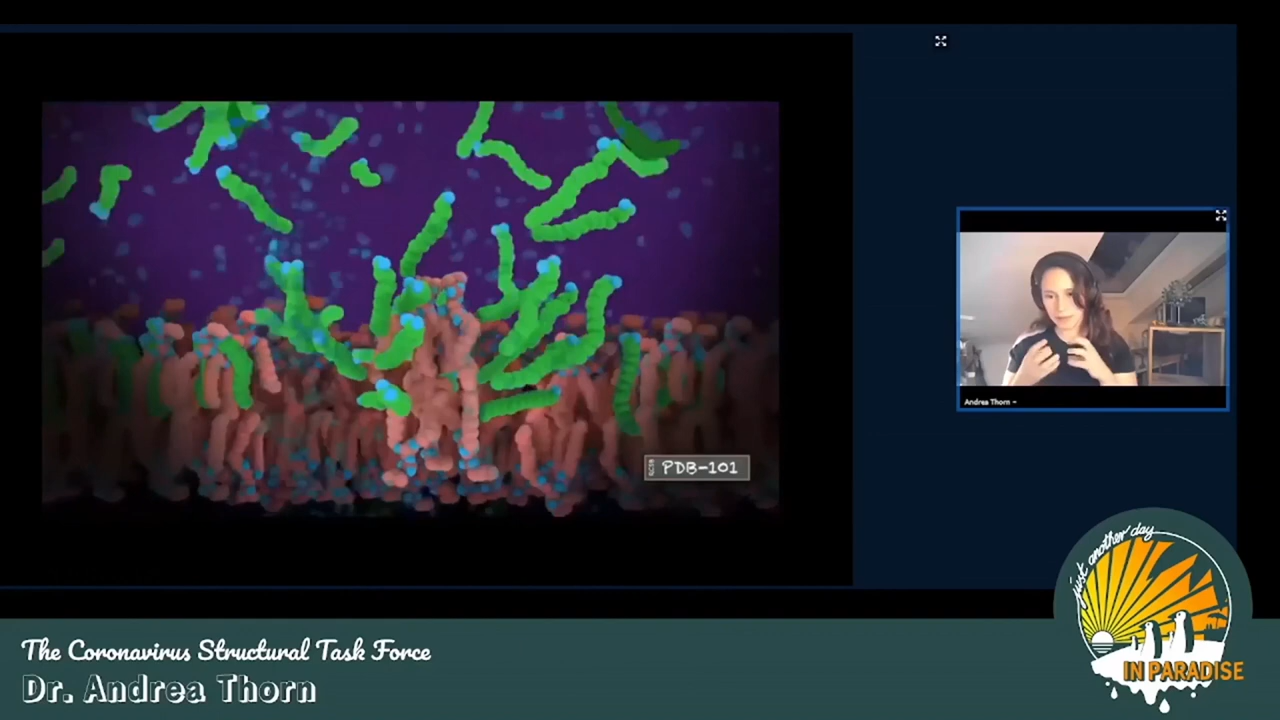 PDB-101
Andrea Thorn
just another day
IN PARADISE
The Coronavirus Structural Task Force
Dr. Andrea Thorn